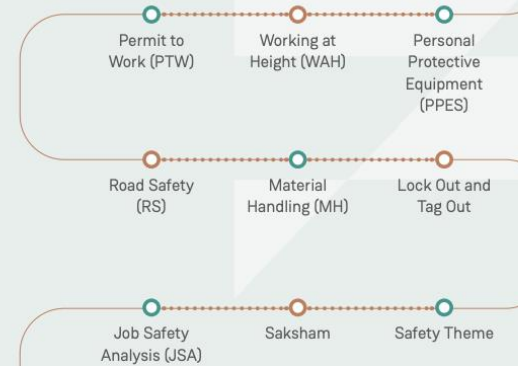 Permit to
Work (PTW)
Working at
Height (WAH)
Personal
Protective
Equipment
(PPES)
Road Safety
(RS)
Material
Handling (MH)
Lock Out and
Tag Out
Job Safety
Analysis (JSA)
Saksham
Safety Theme